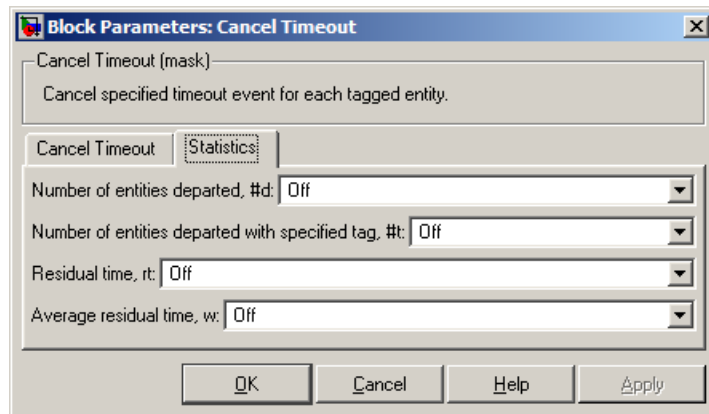 Block Parameters: Cancel Timeout
Cancel Timeout (mask)
Cancel specified timeout event for each tagged entity.
Cancel Timeout Statistics
Number of entities departed, #d: Off
Number of entities departed with specified tag, #t: Off
Residual time, rt: Off
Average residual time, w: Off
OK Cancel Help Apply